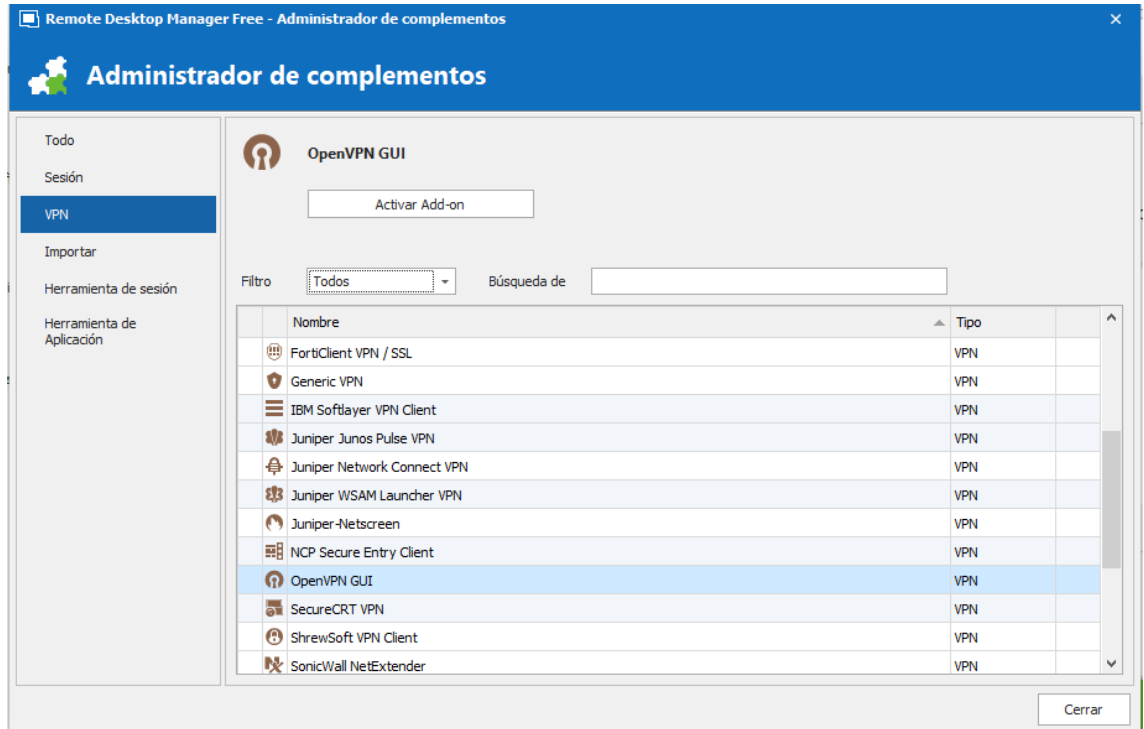 Remote Desktop Manager Free - Administrador de complementos
Administrador de complementos
Todo
Sesión
VPN
Importar
Herramienta de sesión
Herramienta de
Aplicación
OpenVPN GUI
Activar Add-on
Filtro Todos Búsqueda de
Nombre Tipo
FortiClient VPN / SSL VPN
Generic VPN VPN
IBM Softlayer VPN Client VPN
Juniper Junos Pulse VPN VPN
Juniper Network Connect VPN VPN
Juniper WSAM Launcher VPN VPN
Juniper-Netscreen VPN
NCP Secure Entry Client VPN
OpenVPN GUI VPN
SecureCRT VPN VPN
ShrewSoft VPN Client VPN
SonicWall NetExtender VPN
Cerrar